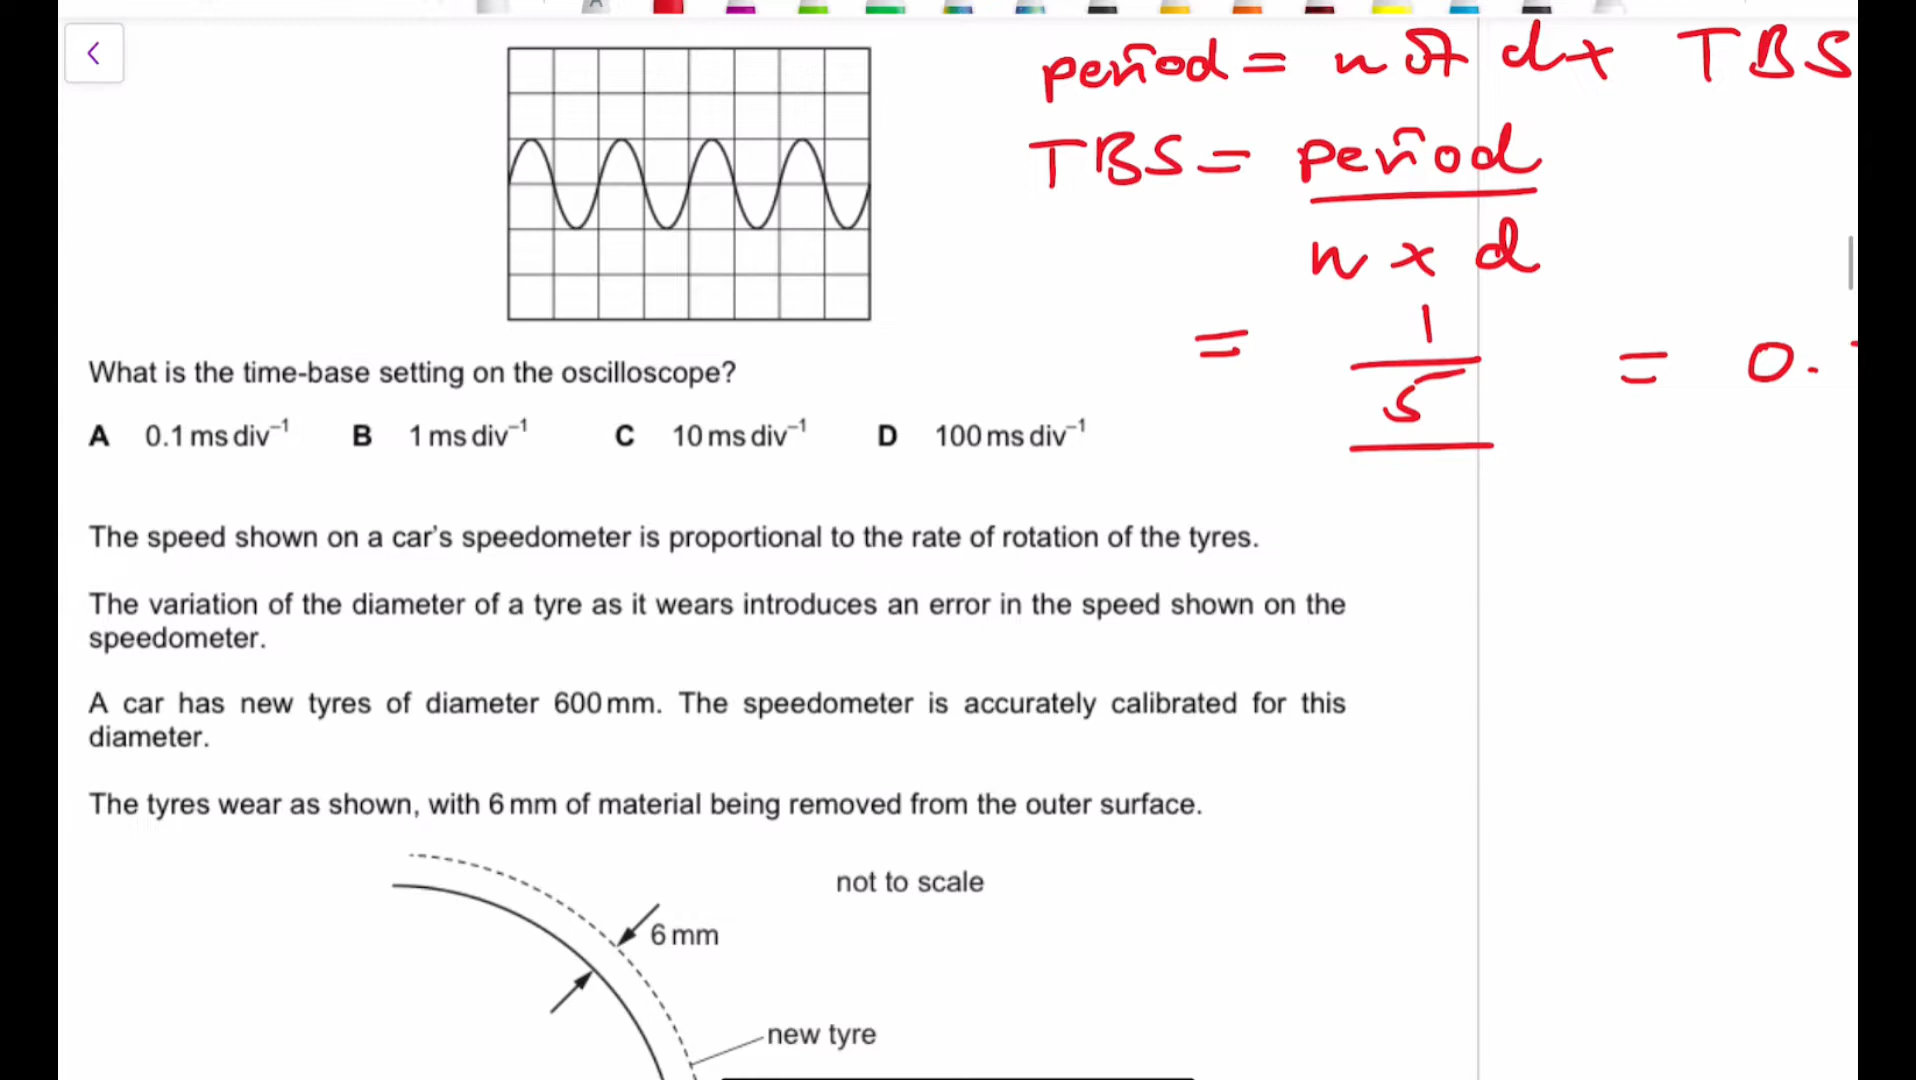 period = n of d x TBS
TBS = period
n x d
= 1
5
= 0.
What is the time-base setting on the oscilloscope?
A 0.1 ms div⁻¹ B 1 ms div⁻¹ C 10 ms div⁻¹ D 100 ms div⁻¹
The speed shown on a car’s speedometer is proportional to the rate of rotation of the tyres.
The variation of the diameter of a tyre as it wears introduces an error in the speed shown on the
speedometer.
A car has new tyres of diameter 600 mm. The speedometer is accurately calibrated for this
diameter.
The tyres wear as shown, with 6 mm of material being removed from the outer surface.
not to scale
6 mm
new tyre